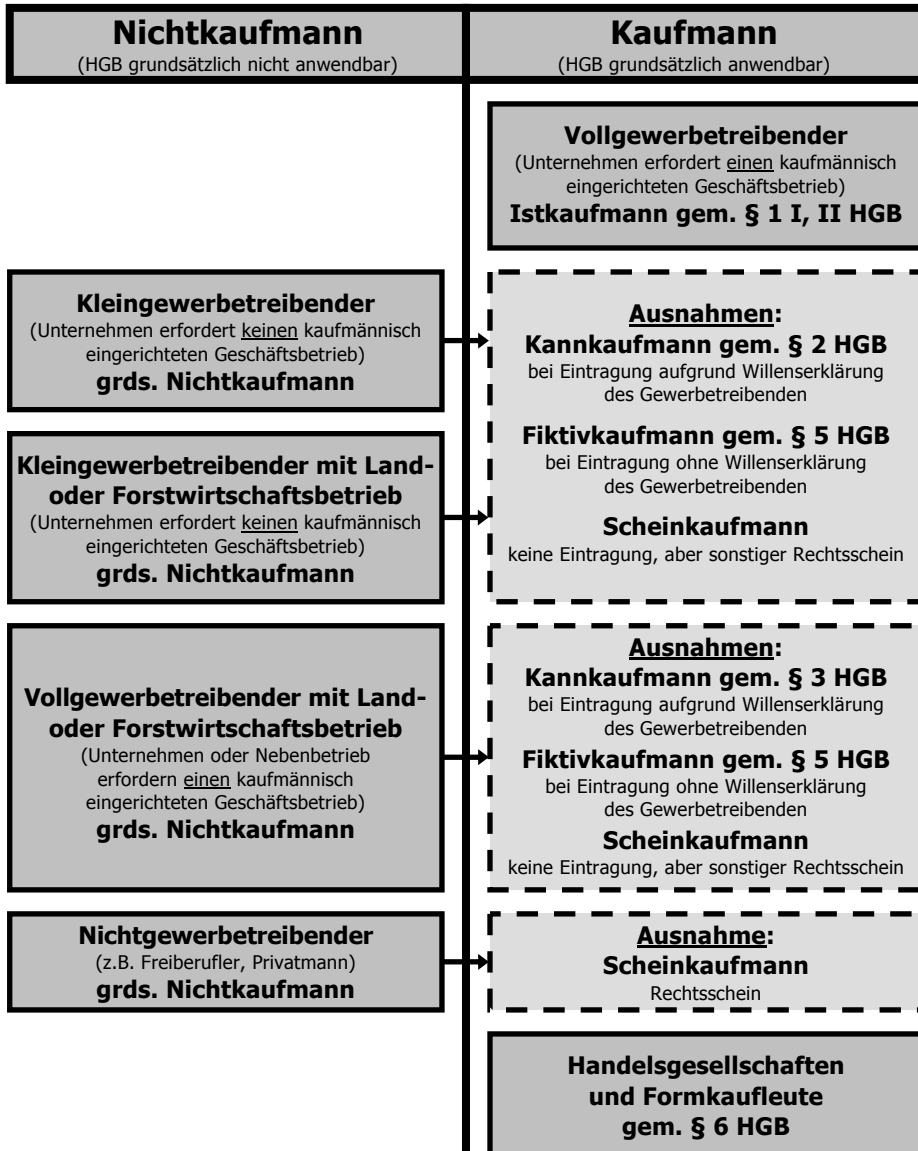 Nichtkaufmann
(HGB grundsätzlich nicht anwendbar)
Kaufmann
(HGB grundsätzlich anwendbar)
Vollgewerbetreibender
(Unternehmen erfordert einen kaufmännisch
eingerichteten Geschäftsbetrieb)
Istkaufmann gem. § 1 I, II HGB
Kleingewerbetreibender
(Unternehmen erfordert keinen kaufmännisch
eingerichteten Geschäftsbetrieb)
grds. Nichtkaufmann
Kleingewerbetreibender mit Land-
oder Forstwirtschaftsbetrieb
(Unternehmen erfordert keinen kaufmännisch
eingerichteten Geschäftsbetrieb)
grds. Nichtkaufmann
Ausnahmen:
Kannkaufmann gem. § 2 HGB
bei Eintragung aufgrund Willenserklärung
des Gewerbetreibenden
Fiktivkaufmann gem. § 5 HGB
bei Eintragung ohne Willenserklärung
des Gewerbetreibenden
Scheinkaufmann
keine Eintragung, aber sonstiger Rechtsschein
Vollgewerbetreibender mit Land-
oder Forstwirtschaftsbetrieb
(Unternehmen oder Nebenbetrieb
erfordern einen kaufmännisch
eingerichteten Geschäftsbetrieb)
grds. Nichtkaufmann
Ausnahmen:
Kannkaufmann gem. § 3 HGB
bei Eintragung aufgrund Willenserklärung
des Gewerbetreibenden
Fiktivkaufmann gem. § 5 HGB
bei Eintragung ohne Willenserklärung
des Gewerbetreibenden
Scheinkaufmann
keine Eintragung, aber sonstiger Rechtsschein
Nichtgewerbetreibender
(z.B. Freiberufler, Privatmann)
grds. Nichtkaufmann
Ausnahme:
Scheinkaufmann
Rechtsschein
Handelsgesellschaften
und Formkaufleute
gem. § 6 HGB